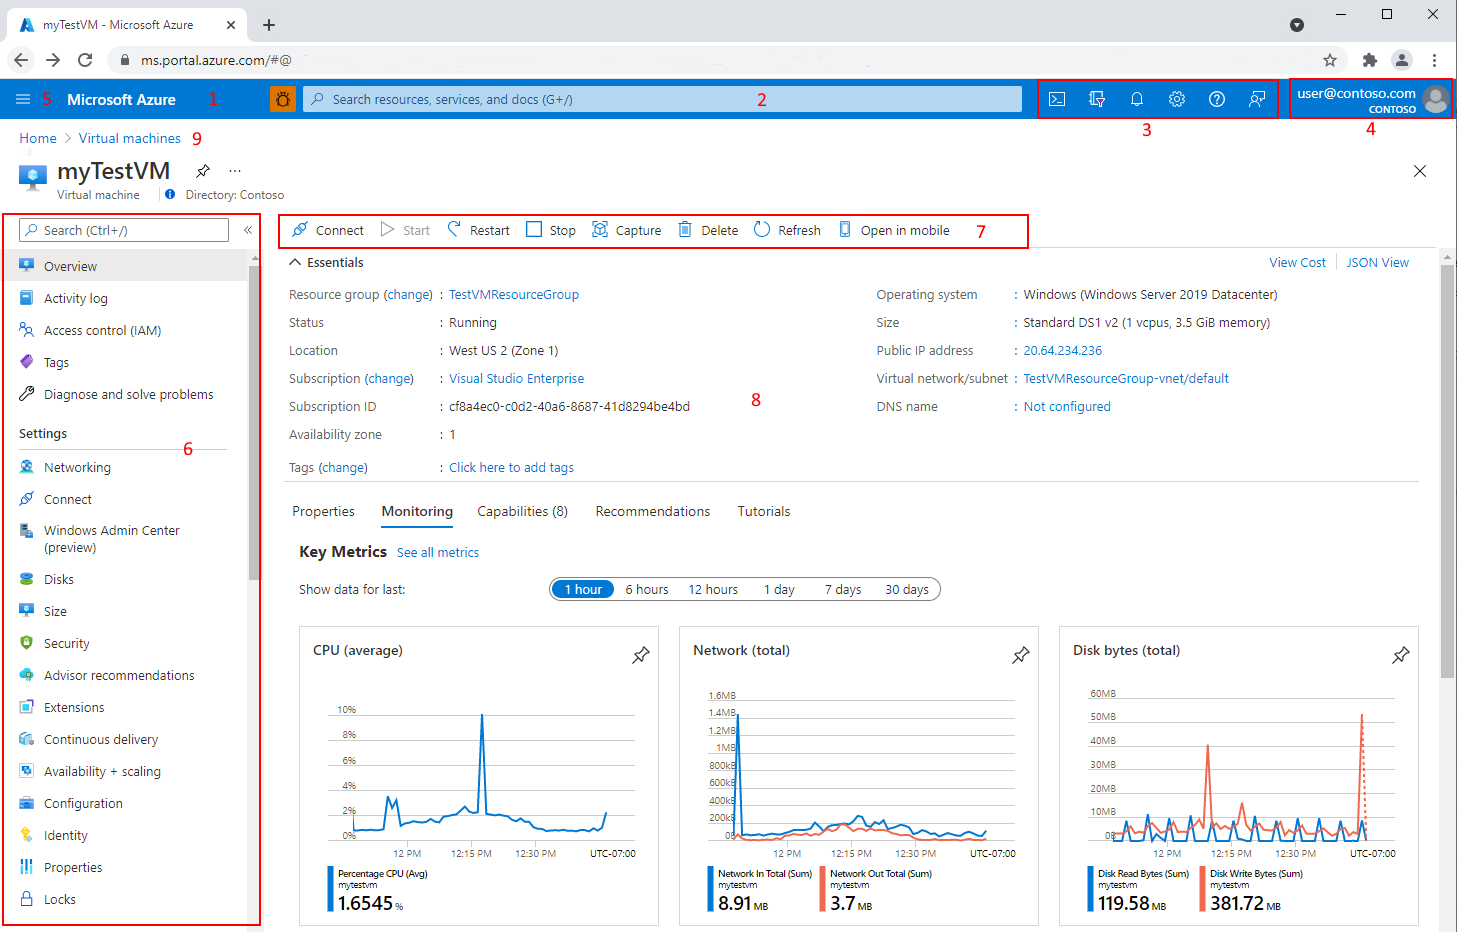 myTestVM - Microsoft Azure
ms.portal.azure.com/#@
5 Microsoft Azure 1
Search resources, services, and docs (G+/) 2
3
user@contoso.com
CONTOSO
4
Home > Virtual machines 9
myTestVM ...
Virtual machine
Directory: Contoso
Search (Ctrl+/) «
Overview
Activity log
Access control (IAM)
Tags
Diagnose and solve problems
Settings
6
Networking
Connect
Windows Admin Center
(preview)
Disks
Size
Security
Advisor recommendations
Extensions
Continuous delivery
Availability + scaling
Configuration
Identity
Properties
Locks
Connect Start Restart Stop Capture Delete Refresh Open in mobile 7
Essentials
View Cost JSON View
Resource group (change) : TestVMResourceGroup
Status : Running
Location : West US 2 (Zone 1)
Subscription (change) : Visual Studio Enterprise
Subscription ID : cf8a4ec0-c0d2-40a6-8687-41d8294be4bd
Availability zone : 1
Tags (change) : Click here to add tags
8
Operating system : Windows (Windows Server 2019 Datacenter)
Size : Standard DS1 v2 (1 vcpus, 3.5 GiB memory)
Public IP address : 20.64.234.236
Virtual network/subnet : TestVMResourceGroup-vnet/default
DNS name : Not configured
Properties Monitoring Capabilities (8) Recommendations Tutorials
Key Metrics See all metrics
Show data for last: 1 hour 6 hours 12 hours 1 day 7 days 30 days
CPU (average)
10%
8%
6%
4%
2%
0%
12 PM 12:15 PM 12:30 PM UTC-07:00
Percentage CPU (Avg)
mytestvm
1.6545 %
Network (total)
1.6MB
1.4MB
1.2MB
1MB
800kB
600kB
400kB
200kB
0B
12 PM 12:15 PM 12:30 PM UTC-07:00
Network In Total (Sum)
mytestvm
8.91 MB
Network Out Total (Sum)
mytestvm
3.7 MB
Disk bytes (total)
60MB
50MB
40MB
30MB
20MB
10MB
0B
12 PM 12:15 PM 12:30 PM UTC-07:00
Disk Read Bytes (Sum)
mytestvm
119.58 MB
Disk Write Bytes (Sum)
mytestvm
381.72 MB